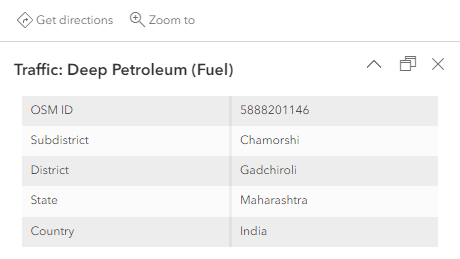 Get directions Zoom to
Traffic: Deep Petroleum (Fuel)
OSM ID 5888201146
Subdistrict Chamorshi
District Gadchiroli
State Maharashtra
Country India